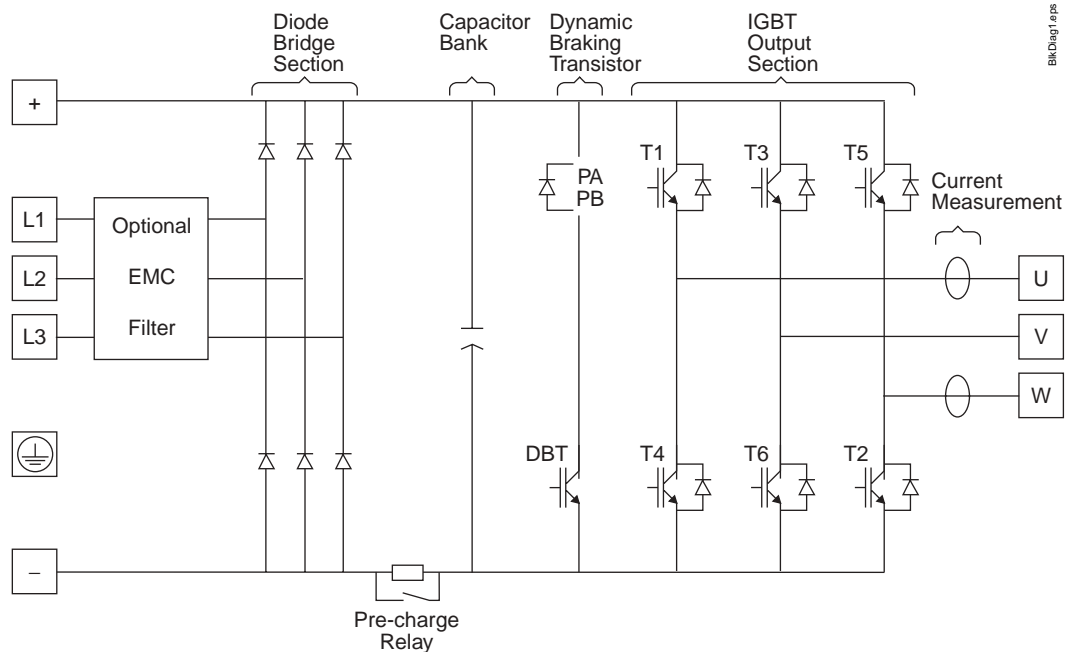 BlkDiag1.eps
Diode
Bridge
Section
Capacitor
Bank
Dynamic
Braking
Transistor
IGBT
Output
Section
+
L1
L2
L3
Optional
EMC
Filter
PA
PB
T1
T3
T5
Current
Measurement
U
V
W
DBT
T4
T6
T2
–
Pre-charge
Relay